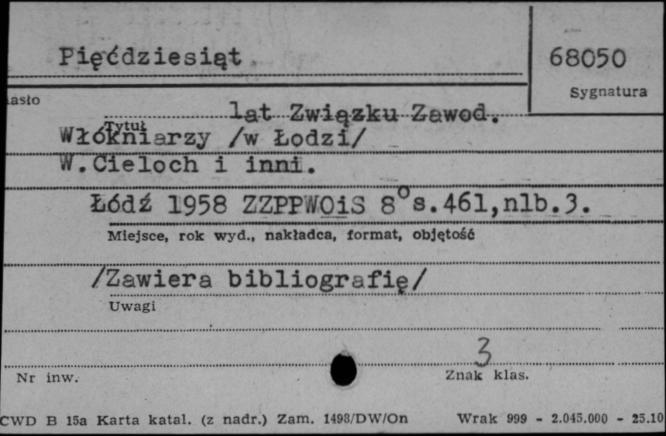 Pięćdziesiąt 68050
Sygnatura
asło
lat Związku Zawod.
Tytuł
Włókniarzy /w Łodzi/
W.Cieloch i inni.
Łódź 1958 ZZPPWOiS 8°s.461,nlb.3.
Miejsce, rok wyd., nakładca, format, objętość
/Zawiera bibliografię/
Uwagi
3
Nr inw. Znak klas.
CWD B 15a Karta katal. (z nadr.) Zam. 1498/DW/On Wrak 999 - 2.045.000 - 25.10